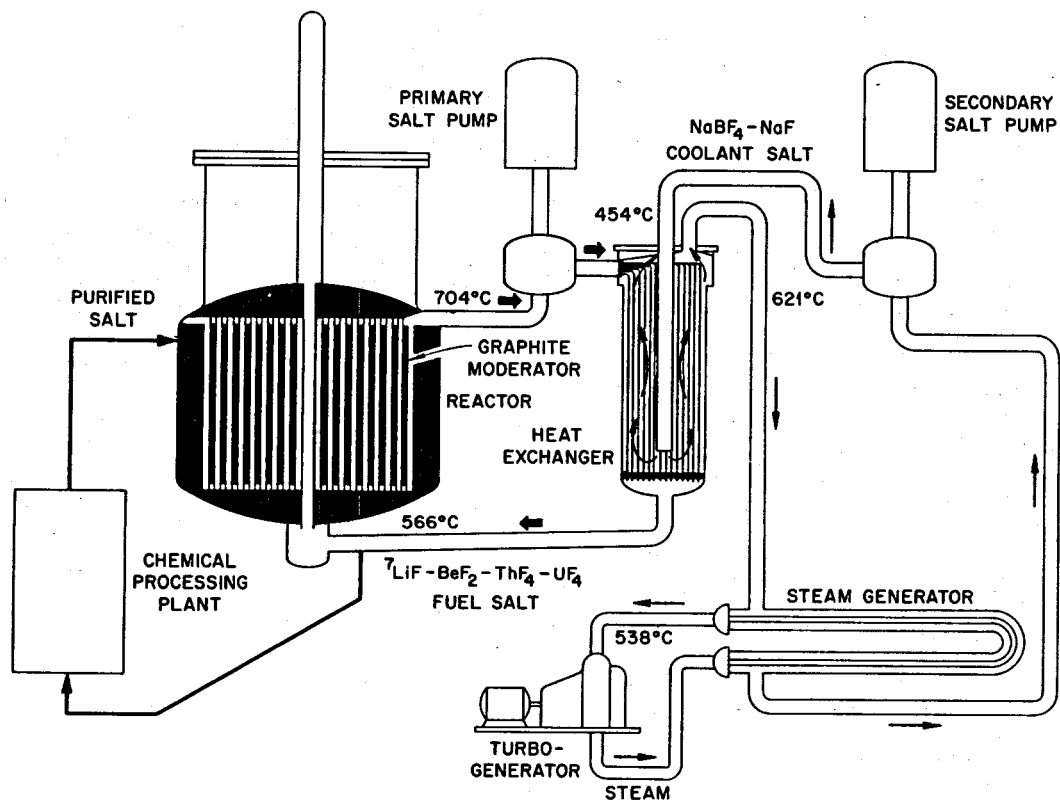 PRIMARY
SALT PUMP
NaBF₄–NaF
COOLANT SALT
SECONDARY
SALT PUMP
454°C
621°C
PURIFIED
SALT
704°C
GRAPHITE
MODERATOR
REACTOR
HEAT
EXCHANGER
566°C
⁷LiF–BeF₂–ThF₄–UF₄
FUEL SALT
CHEMICAL
PROCESSING
PLANT
STEAM GENERATOR
538°C
TURBO-
GENERATOR
STEAM